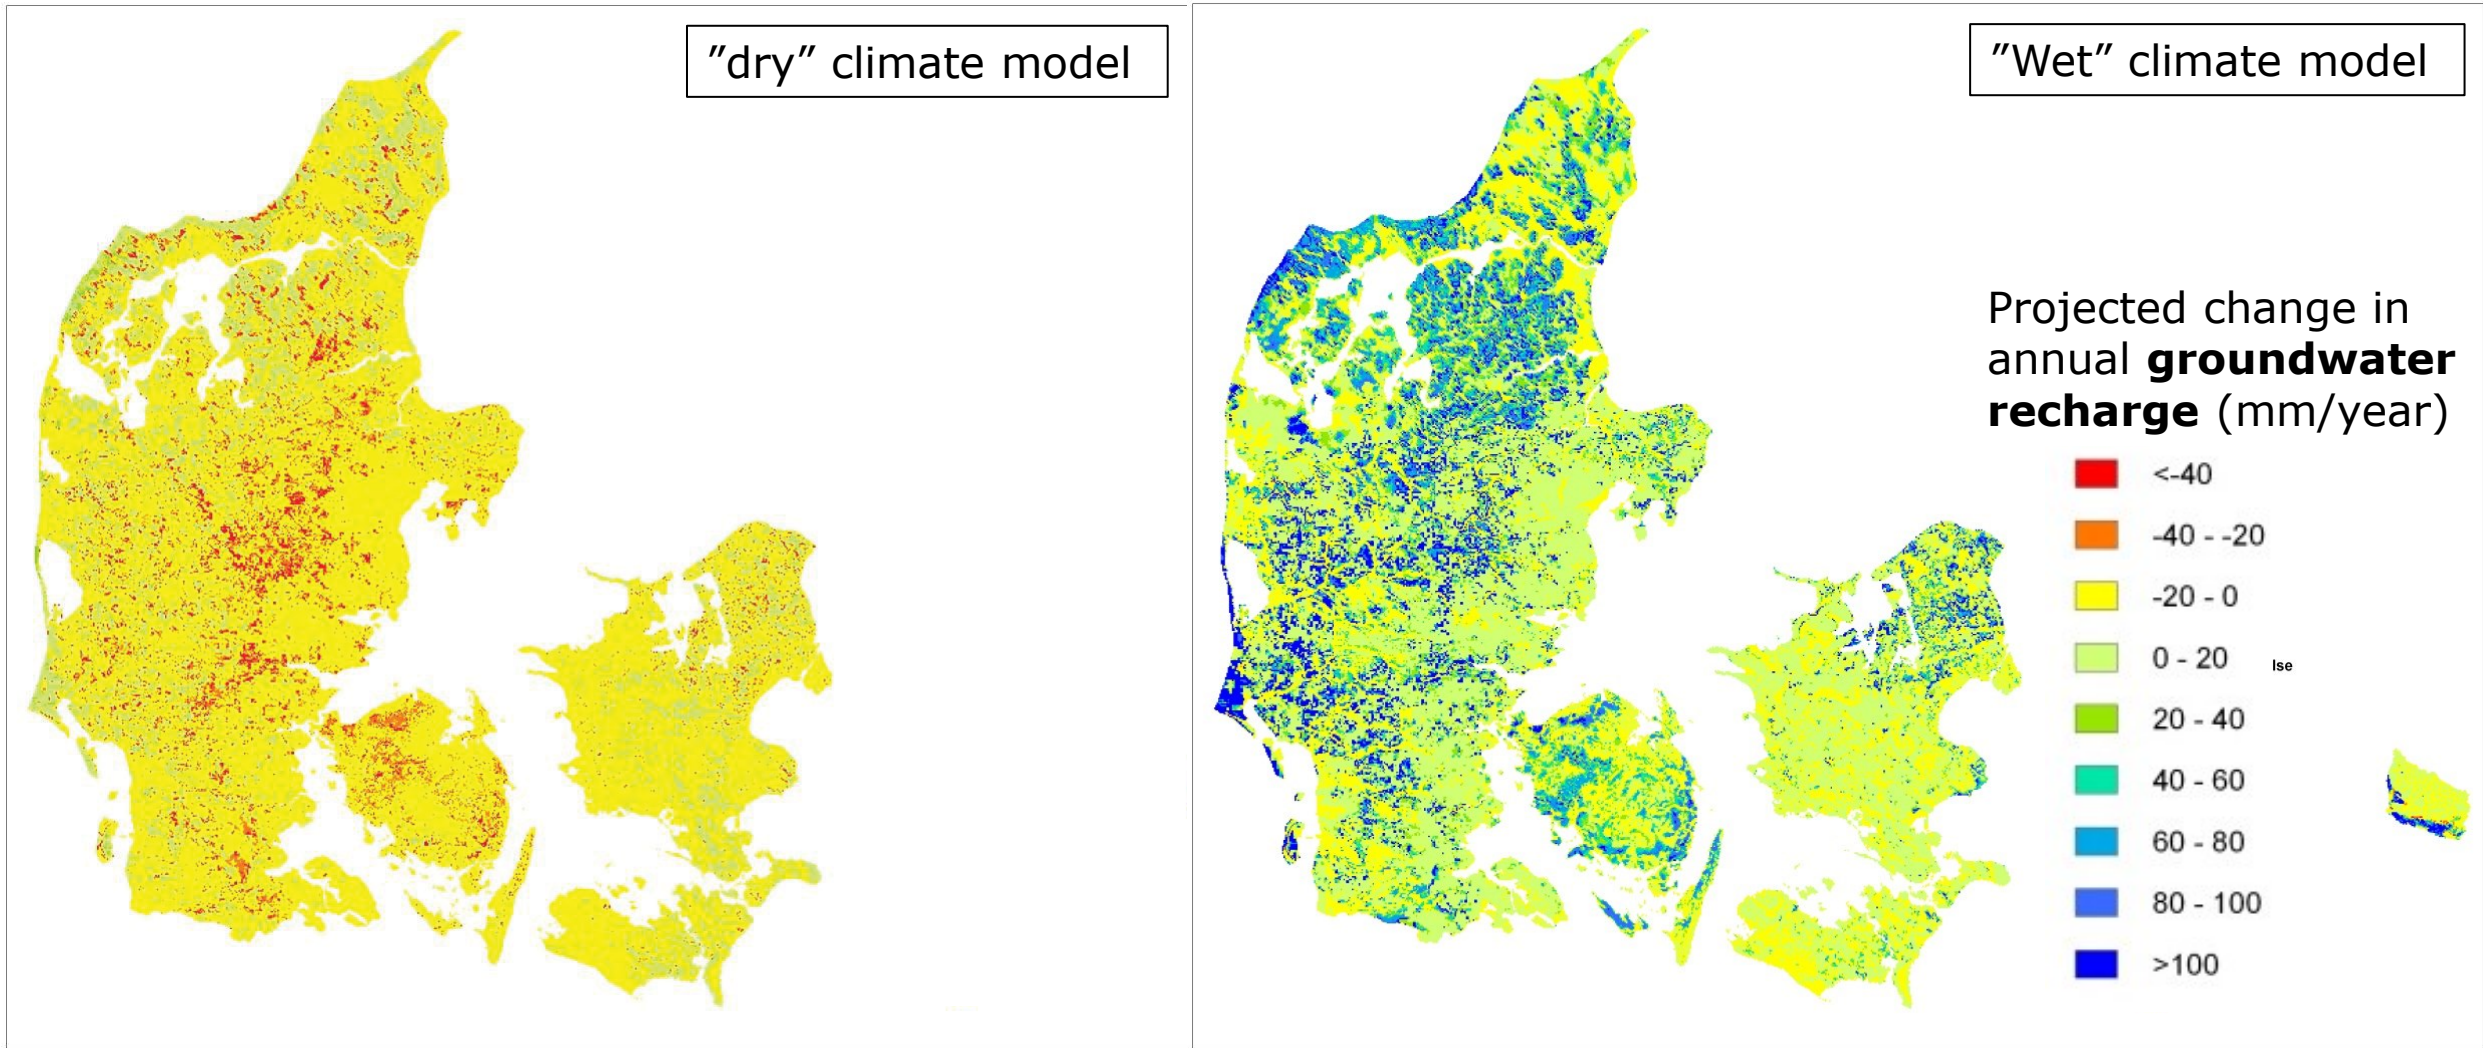 ”dry” climate model
”Wet” climate model
Projected change in
annual groundwater
recharge (mm/year)
<-40
-40 - -20
-20 - 0
0 - 20
lse
20 - 40
40 - 60
60 - 80
80 - 100
>100